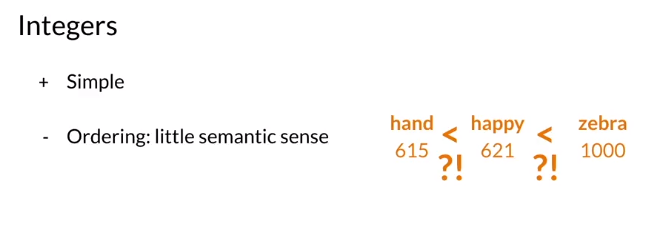 Integers
+ Simple
- Ordering: little semantic sense
hand < happy < zebra
615 621 1000
?! ?!